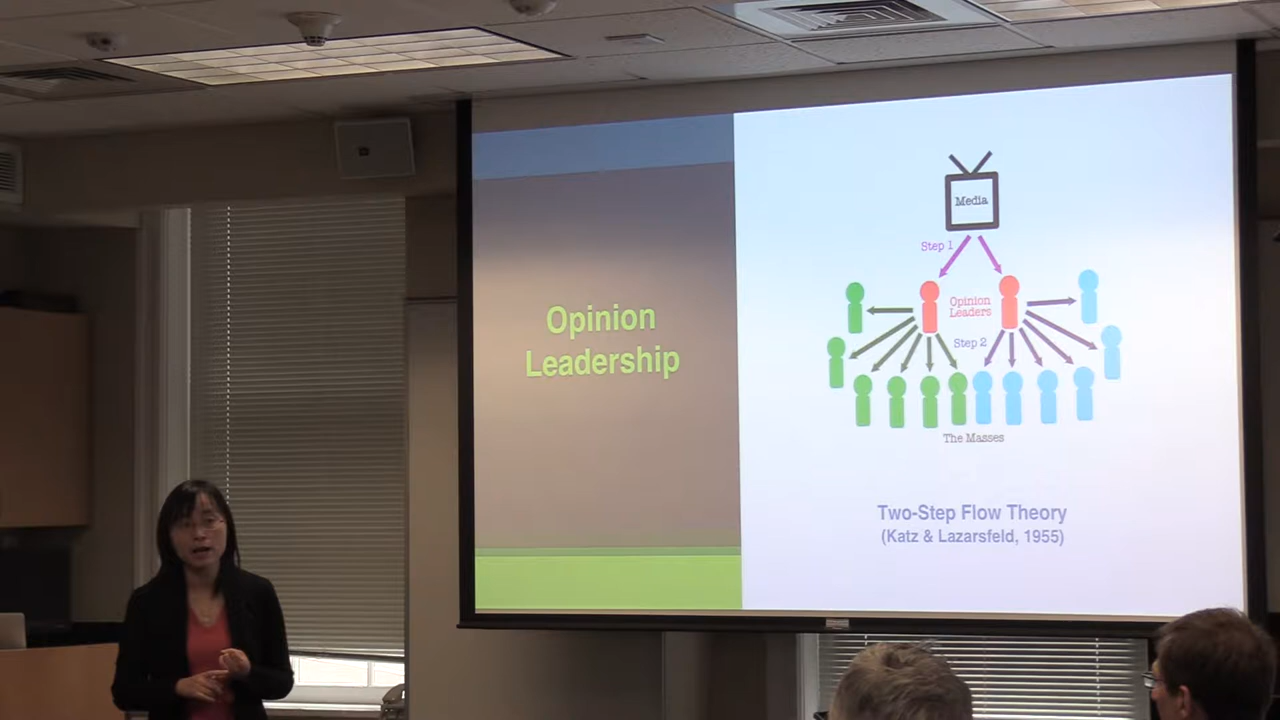 Opinion
Leadership
Media
Step 1
Opinion
Leaders
Step 2
The Masses
Two-Step Flow Theory
(Katz & Lazarsfeld, 1955)